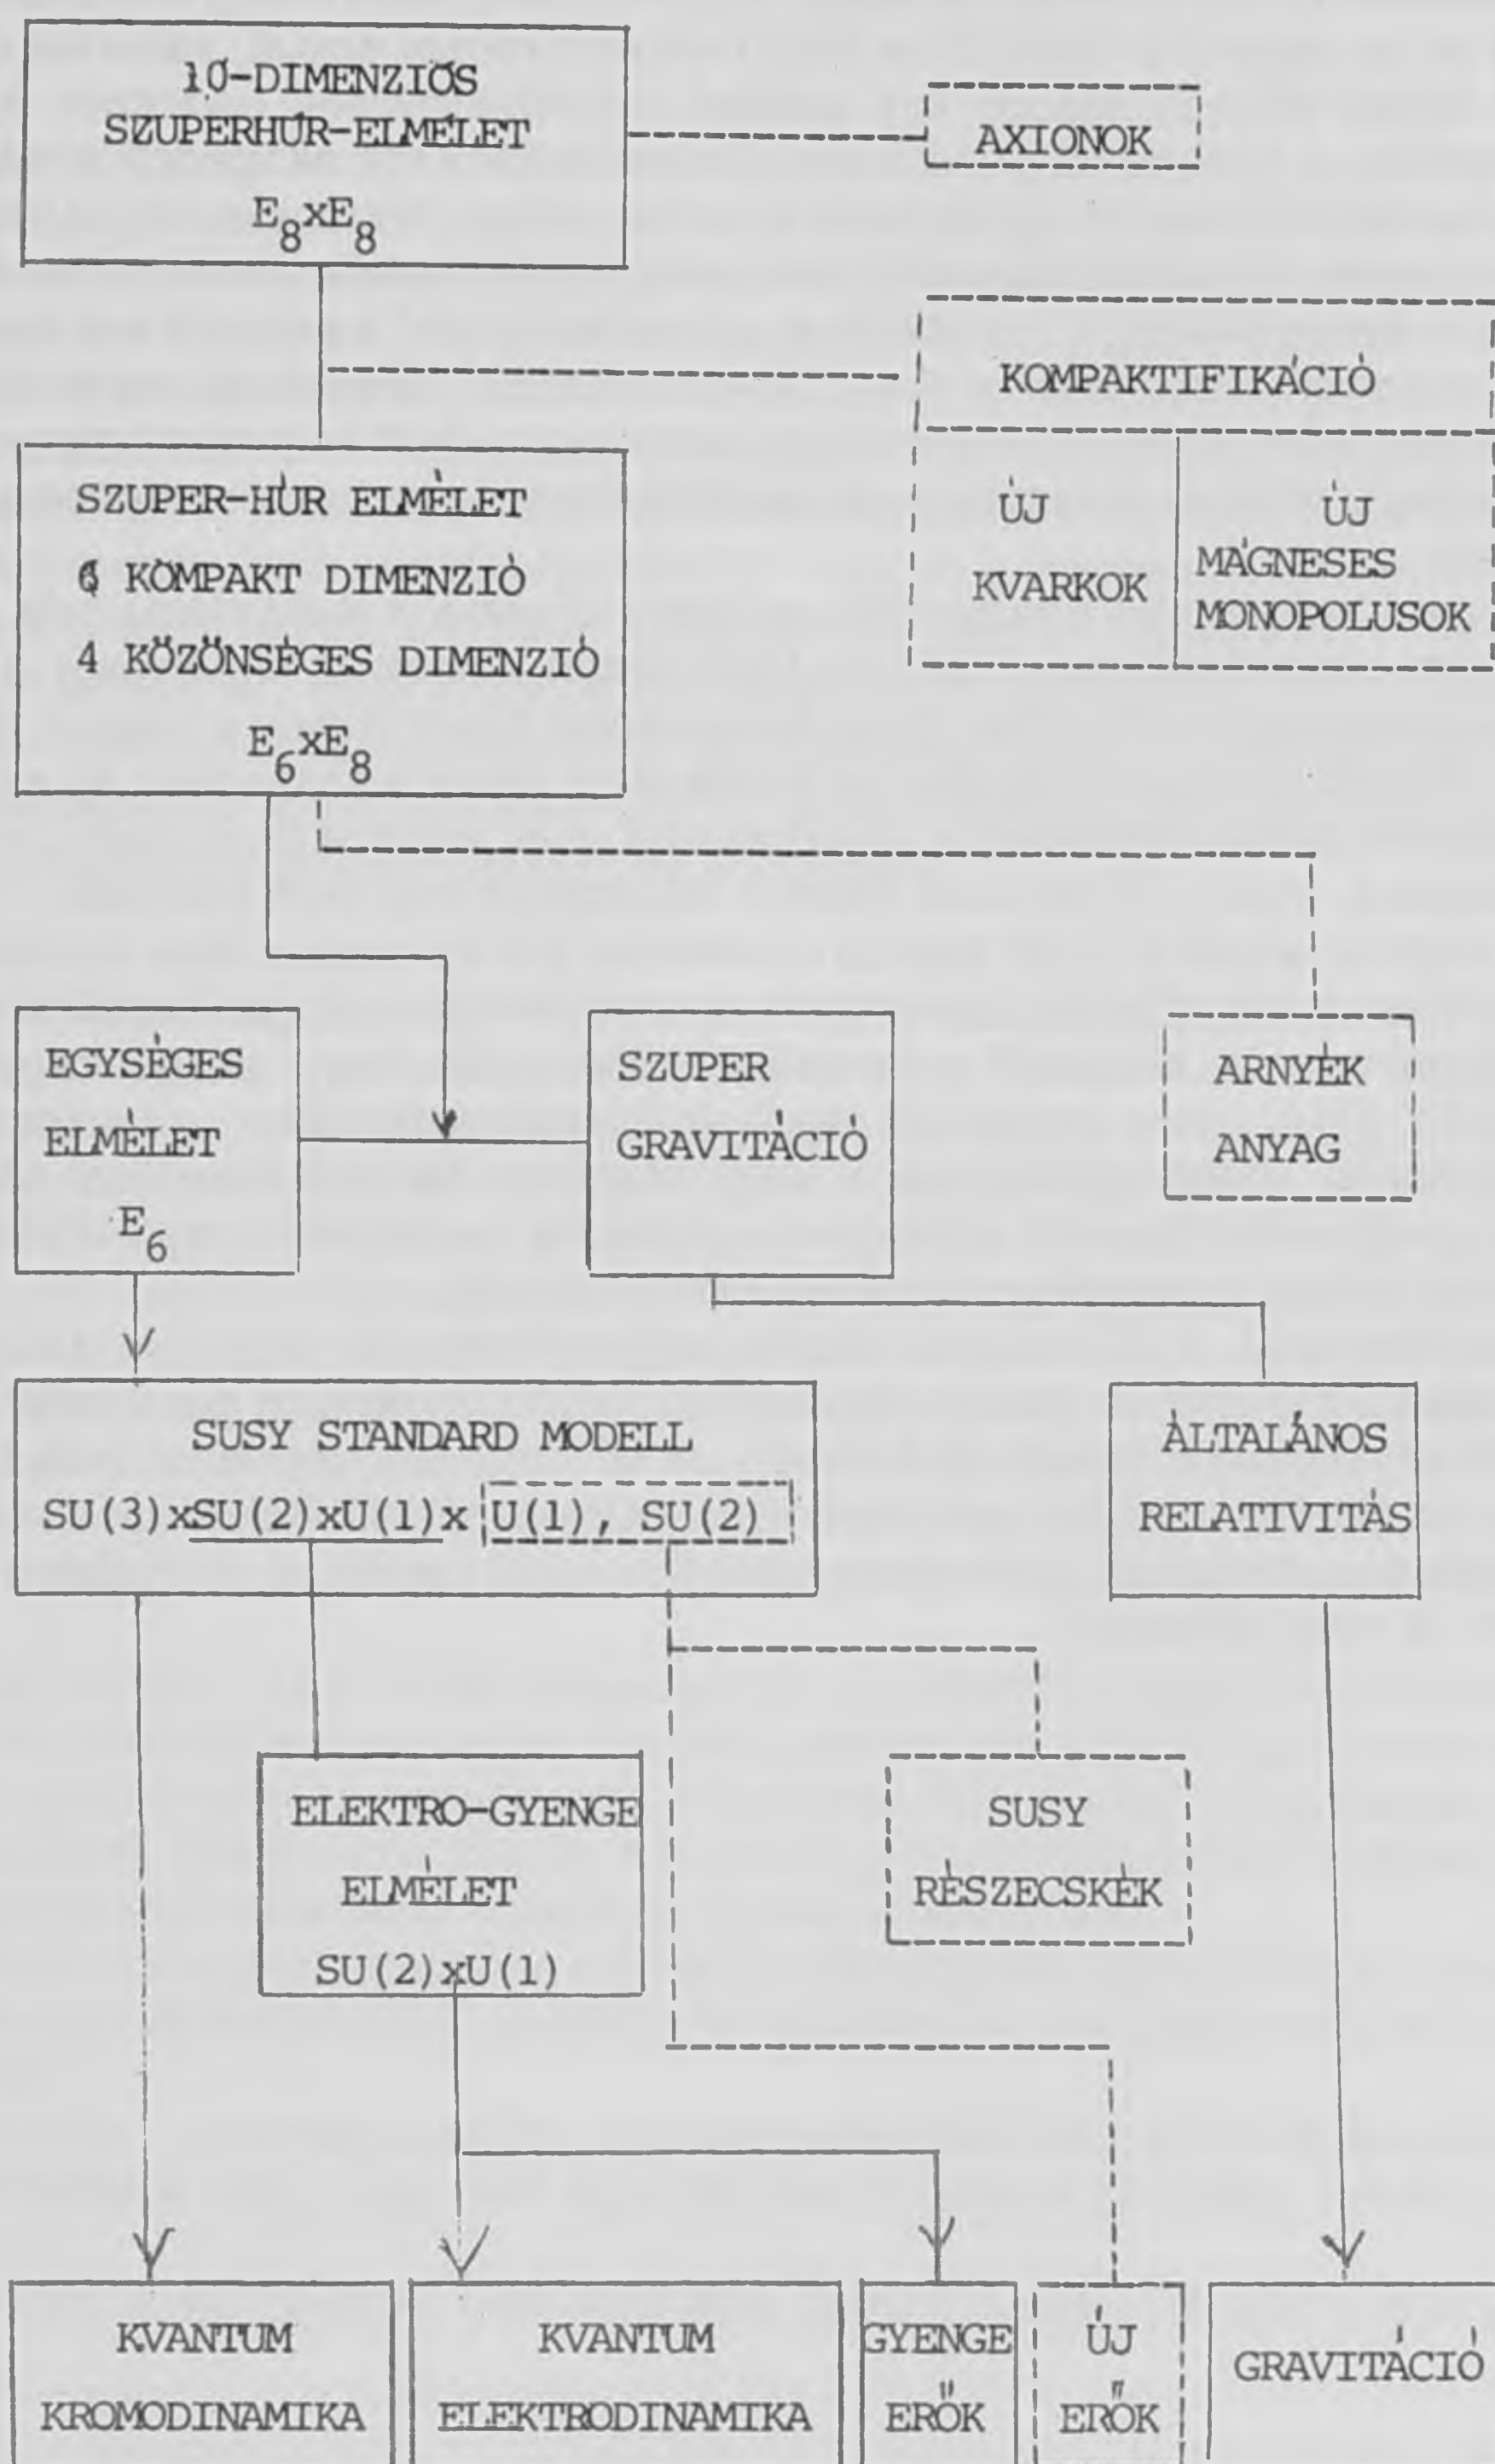 10-DIMENZIÓS
SZUPERHÚR-ELMÉLET
E₈xE₈
AXIONOK
KOMPAKTIFIKÁCIÓ
ÚJ
KVARKOK
ÚJ
MÁGNESES
MONOPOLUSOK
SZUPER-HÚR ELMÉLET
6 KOMPAKT DIMENZIÓ
4 KÖZÖNSÉGES DIMENZIÓ
E₆xE₈
EGYSÉGES
ELMÉLET
E₆
SZUPER
GRAVITÁCIÓ
ARNYÉK
ANYAG
SUSY STANDARD MODELL
SU(3)xSU(2)xU(1)x U(1), SU(2)
ÁLTALÁNOS
RELATIVITÁS
ELEKTRO-GYENGE
ELMÉLET
SU(2)xU(1)
SUSY
RÉSZECSKÉK
KVANTUM
KROMODINAMIKA
KVANTUM
ELEKTRODINAMIKA
GYENGE
ERŐK
ÚJ
ERŐK
GRAVITÁCIÓ